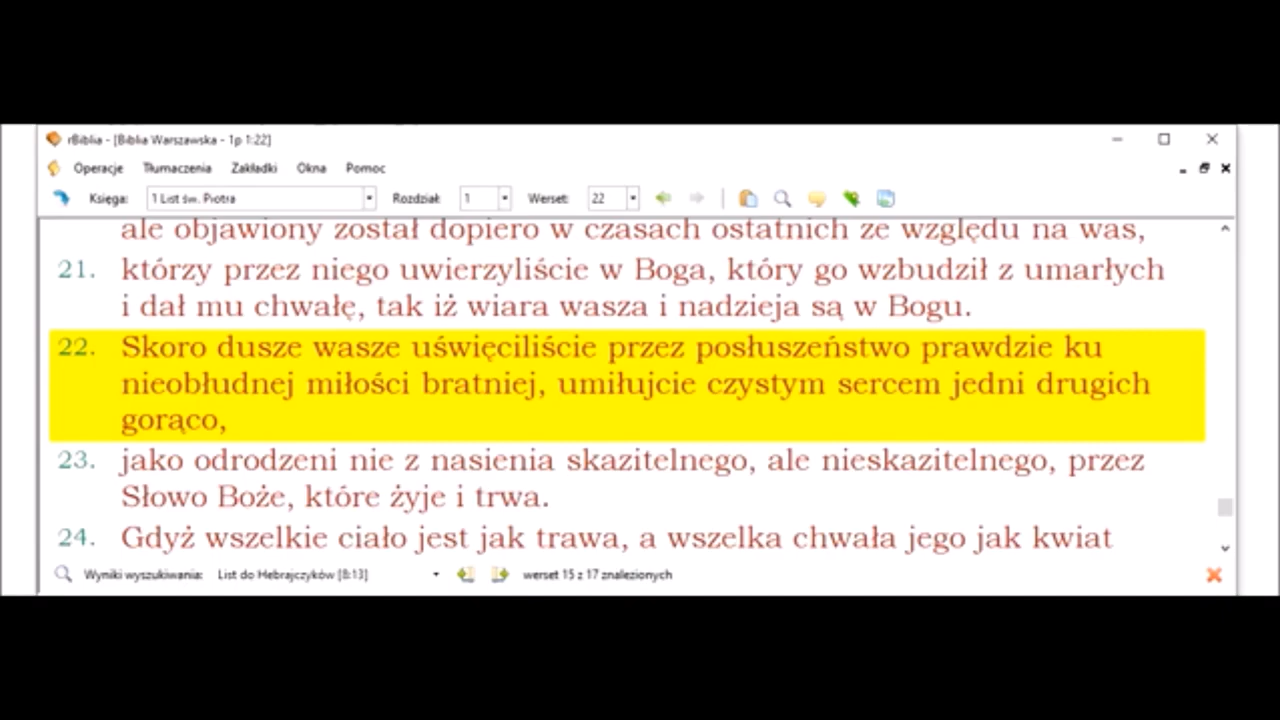 rBiblia - [Biblia Warszawska - 1p 1:22]
Operacje Tłumaczenia Zakładki Okna Pomoc
Księga: 1 List św. Piotra Rozdział: 1 Werset: 22
ale objawiony został dopiero w czasach ostatnich ze względu na was,
21. którzy przez niego uwierzyliście w Boga, który go wzbudził z umarłych
i dał mu chwałę, tak iż wiara wasza i nadzieja są w Bogu.
22. Skoro dusze wasze uświęciliście przez posłuszeństwo prawdzie ku
nieobłudnej miłości bratniej, umiłujcie czystym sercem jedni drugich
gorąco,
23. jako odrodzeni nie z nasienia skazitelnego, ale nieskazitelnego, przez
Słowo Boże, które żyje i trwa.
24. Gdyż wszelkie ciało jest jak trawa, a wszelka chwała jego jak kwiat
Wyniki wyszukiwania: List do Hebrajczyków [8:13] werset 15 z 17 znalezionych